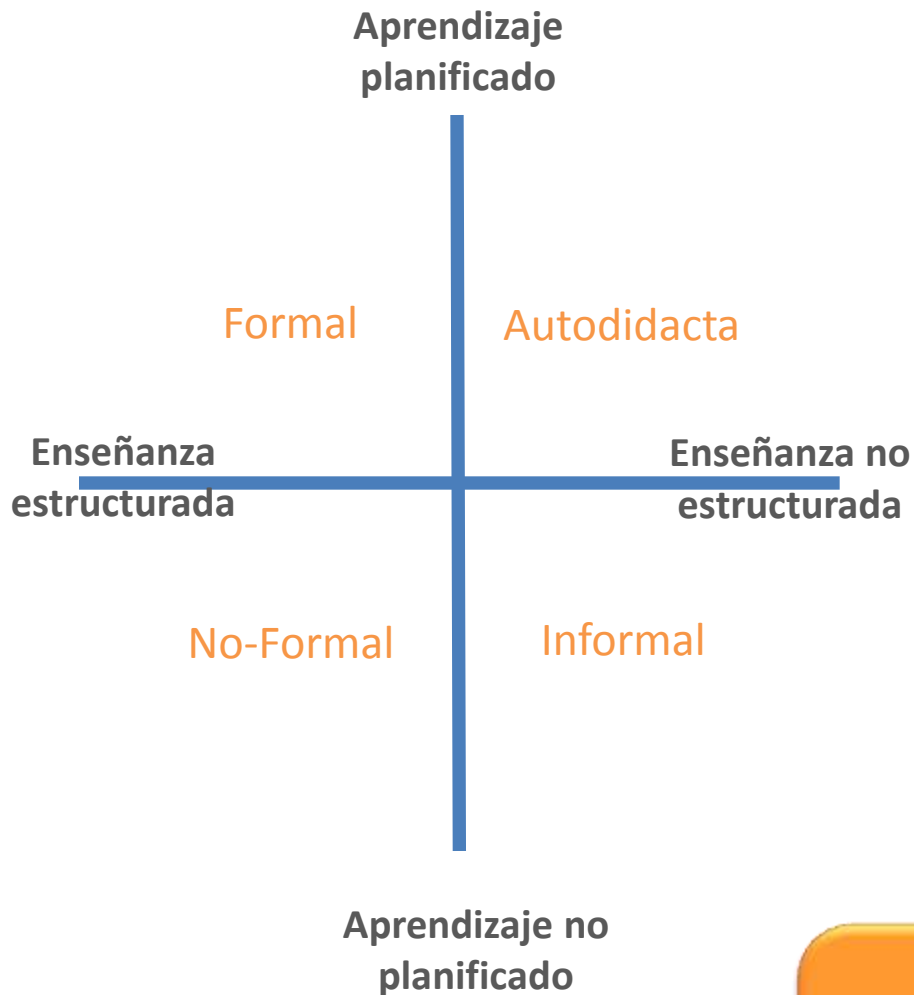 Aprendizaje
planificado
Formal
Autodidacta
Enseñanza
estructurada
Enseñanza no
estructurada
No-Formal
Informal
Aprendizaje no
planificado